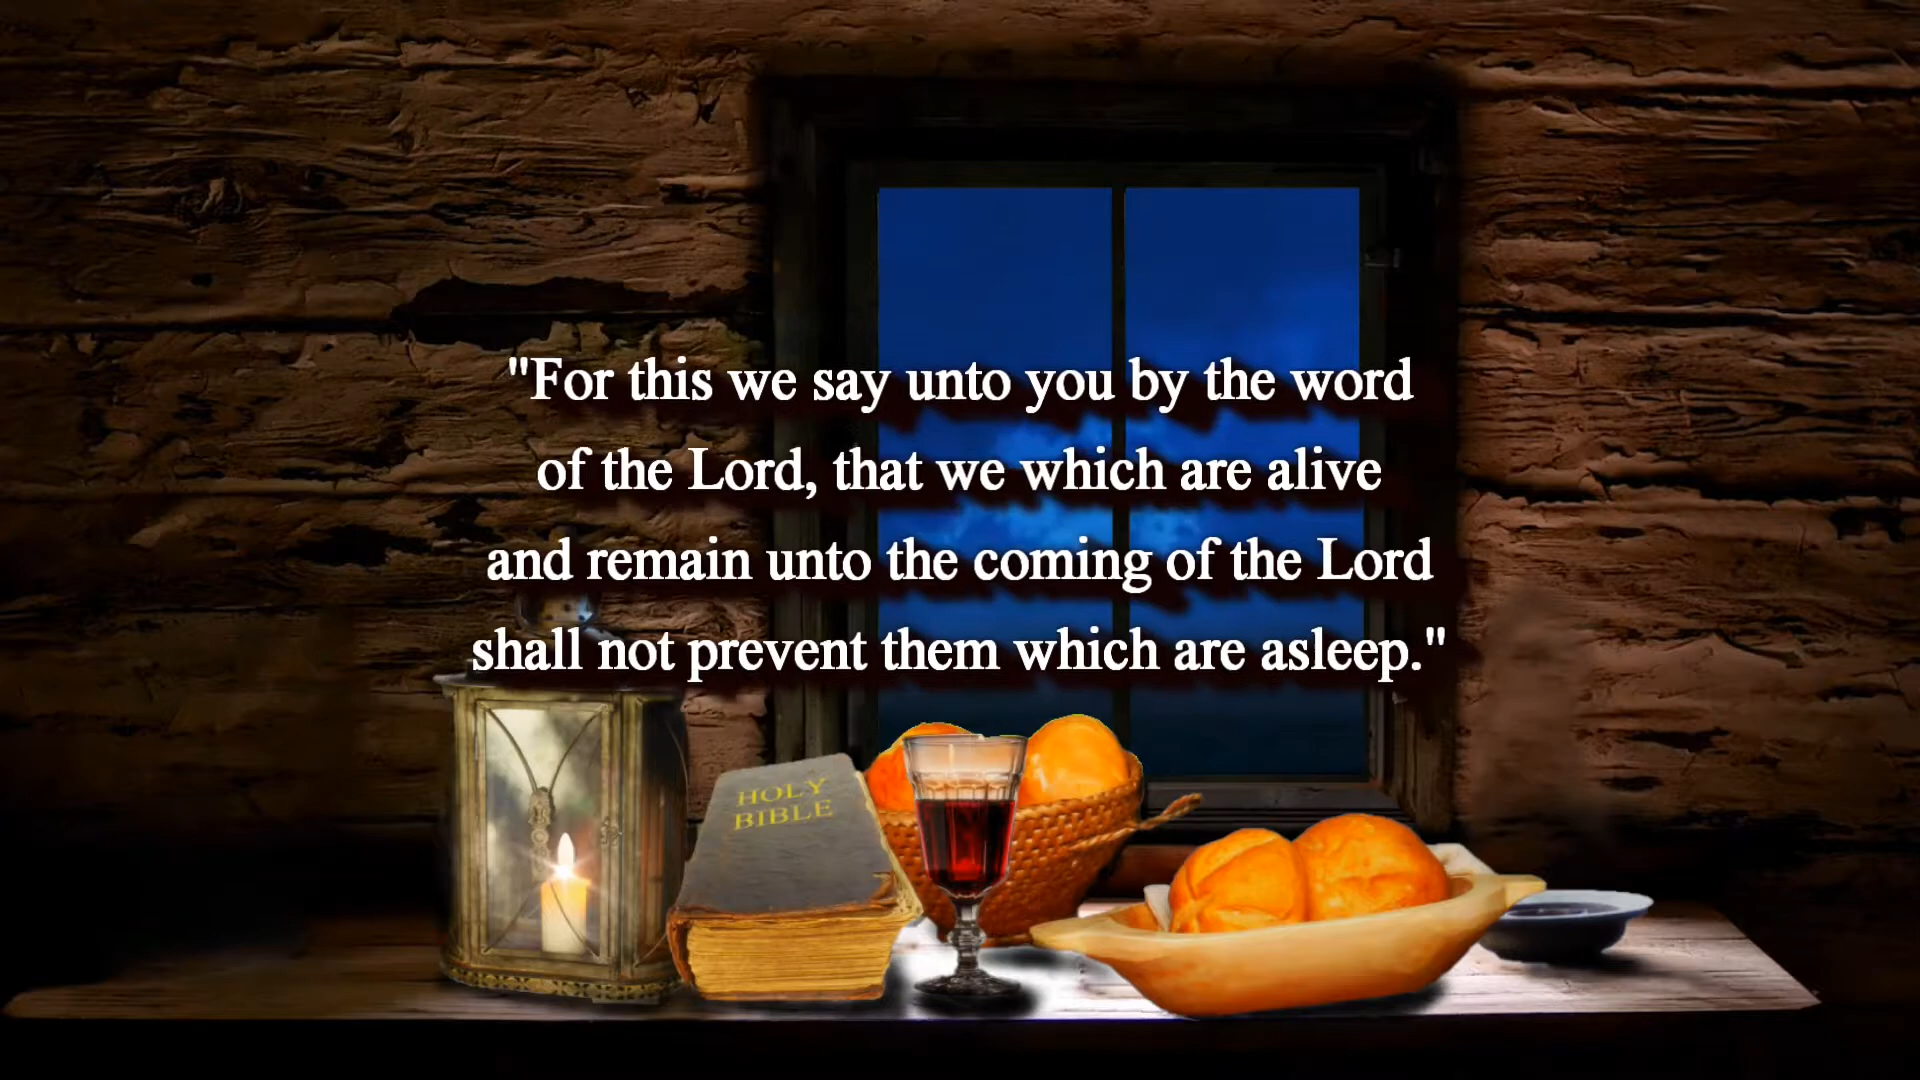 "For this we say unto you by the word
of the Lord, that we which are alive
and remain unto the coming of the Lord
shall not prevent them which are asleep."
HOLY
BIBLE